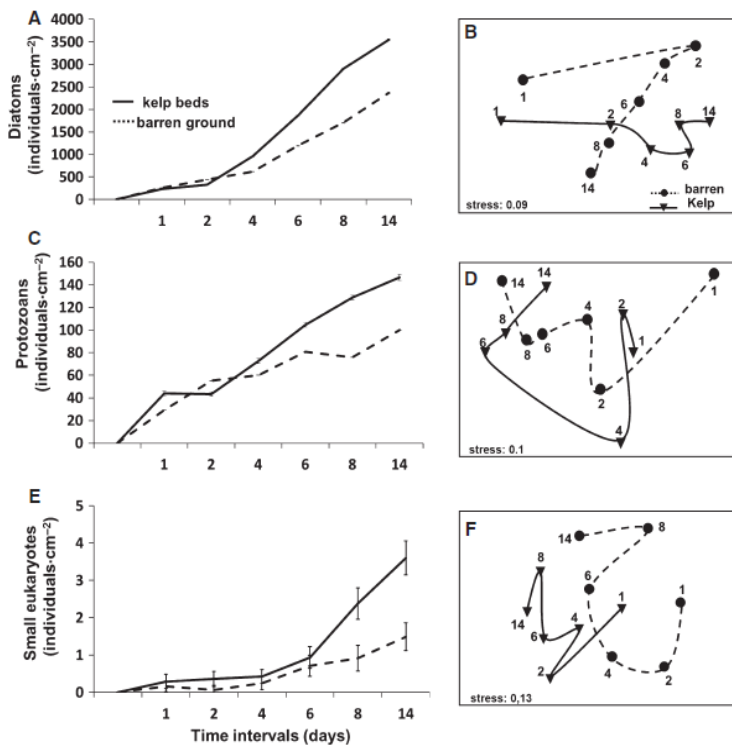 A
Diatoms
(individuals·cm⁻²)
4000
3500
3000
2500
2000
1500
1000
500
0
kelp beds
barren ground
1 2 4 6 8 14
B
1
2
4
6
8
14
1
2
4
6
8
14
barren
Kelp
stress: 0.09
C
Protozoans
(individuals·cm⁻²)
160
140
120
100
80
60
40
20
0
1 2 4 6 8 14
D
14
14
1
8
6
8
6
4
2
1
2
4
stress: 0.1
E
Small eukaryotes
(individuals·cm⁻²)
5
4
3
2
1
0
1 2 4 6 8 14
Time intervals (days)
F
14
8
8
6
1
1
14
6
4
2
4
2
stress: 0,13